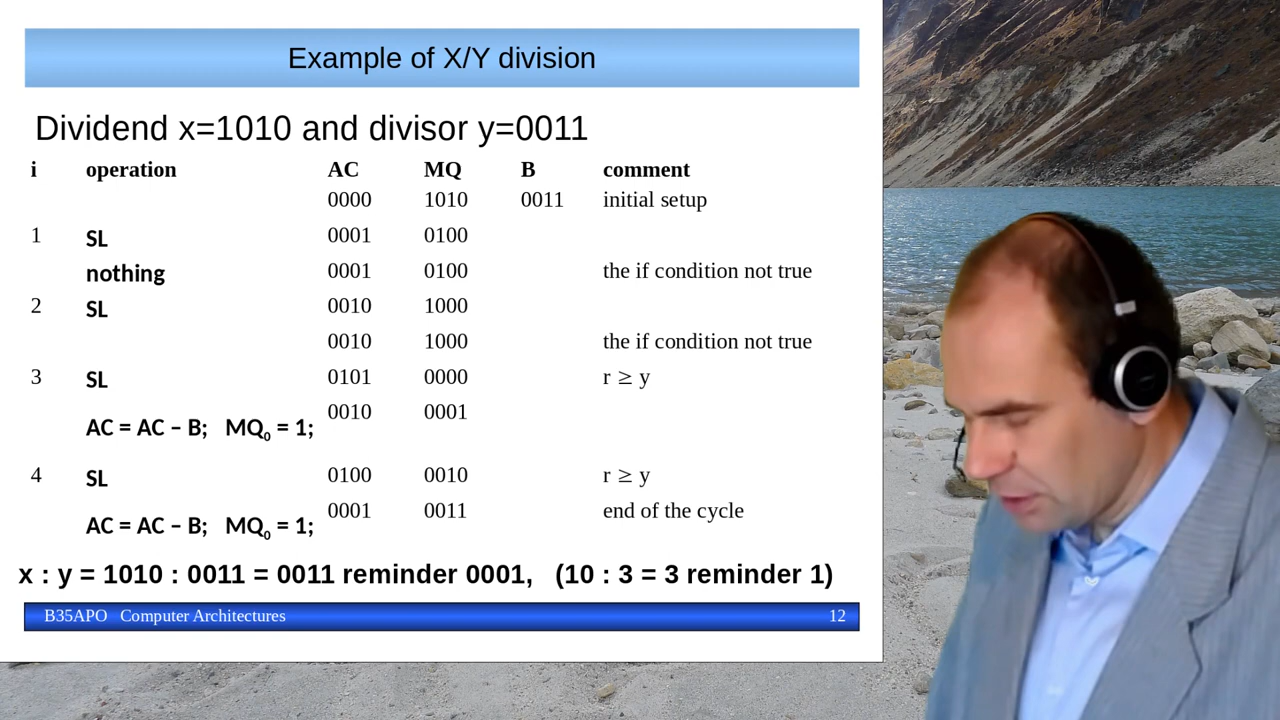 Example of X/Y division
Dividend x=1010 and divisor y=0011
i operation AC MQ B comment
0000 1010 0011 initial setup
1 SL 0001 0100
nothing 0001 0100 the if condition not true
2 SL 0010 1000
0010 1000 the if condition not true
3 SL 0101 0000 r ≥ y
AC = AC – B; MQ₀ = 1; 0010 0001
4 SL 0100 0010 r ≥ y
AC = AC – B; MQ₀ = 1; 0001 0011 end of the cycle
x : y = 1010 : 0011 = 0011 reminder 0001, (10 : 3 = 3 reminder 1)
B35APO Computer Architectures 12